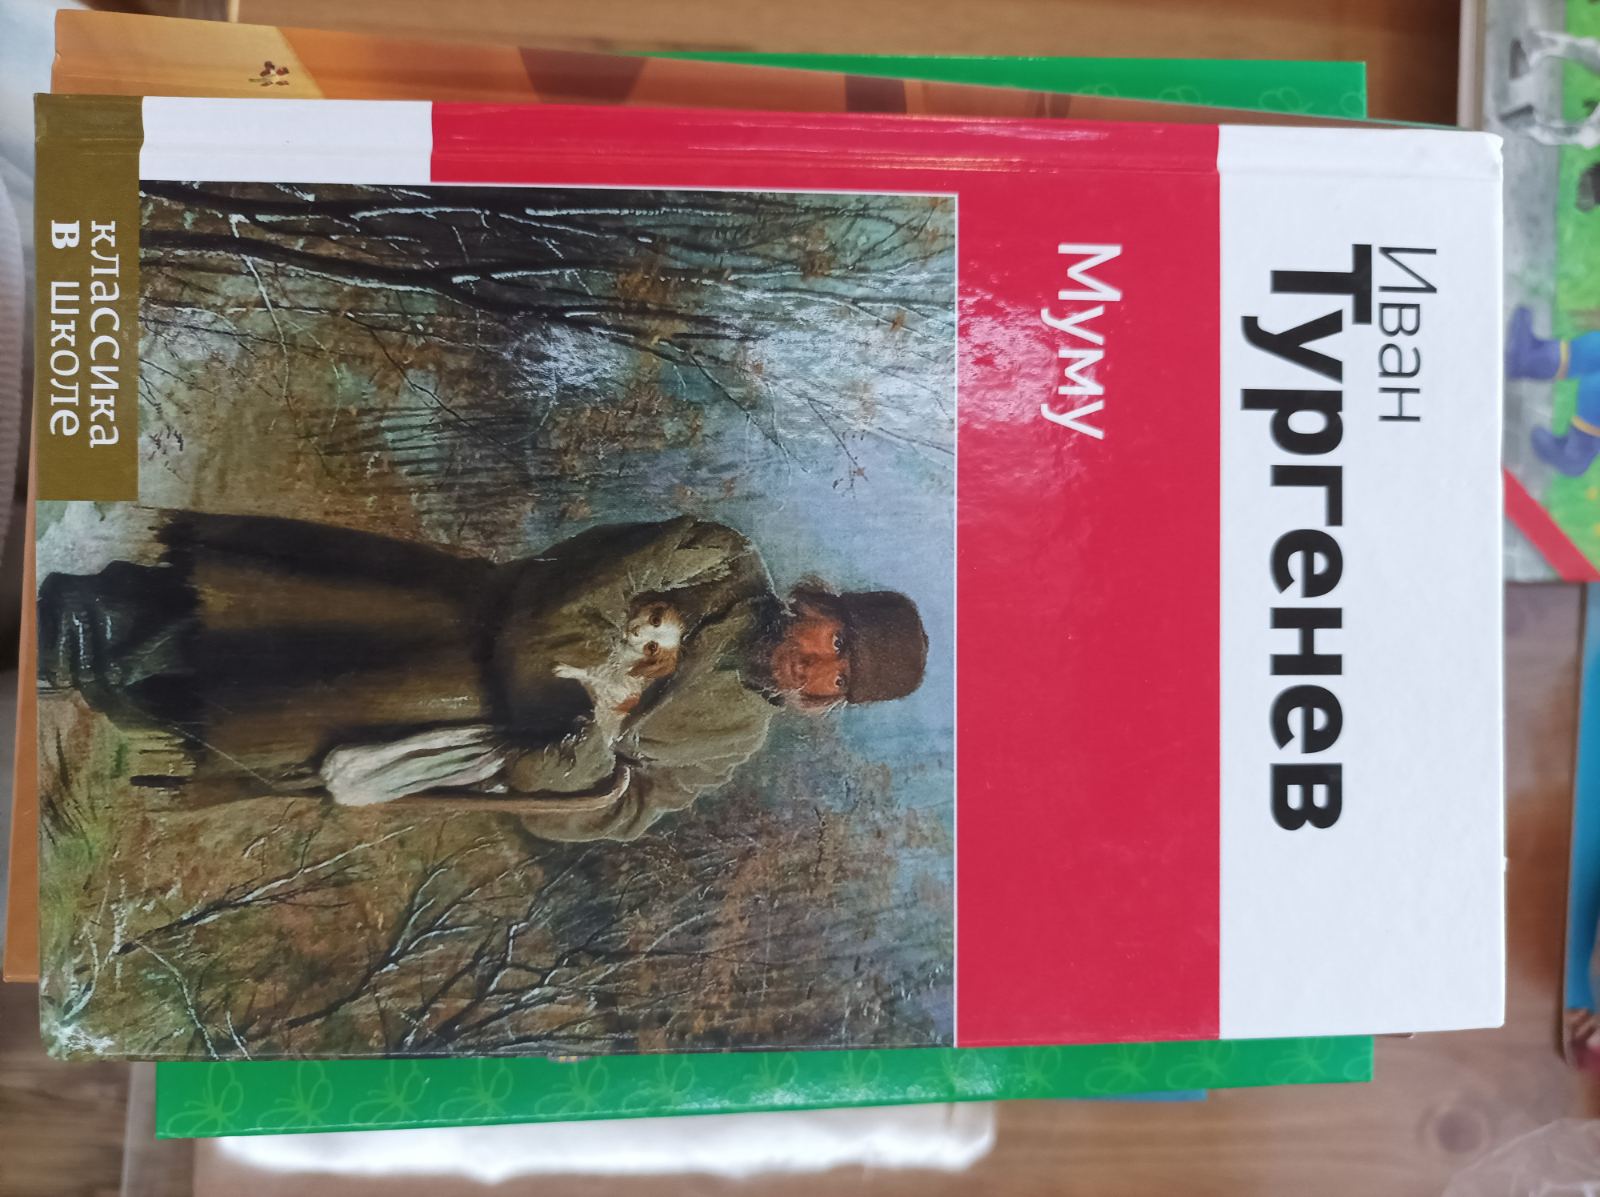 Иван
Тургенев
Муму
классика
в школе